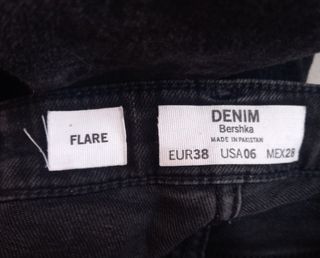 FLARE
DENIM
Bershka
MADE IN PAKISTAN
EUR38 USA06 MEX28